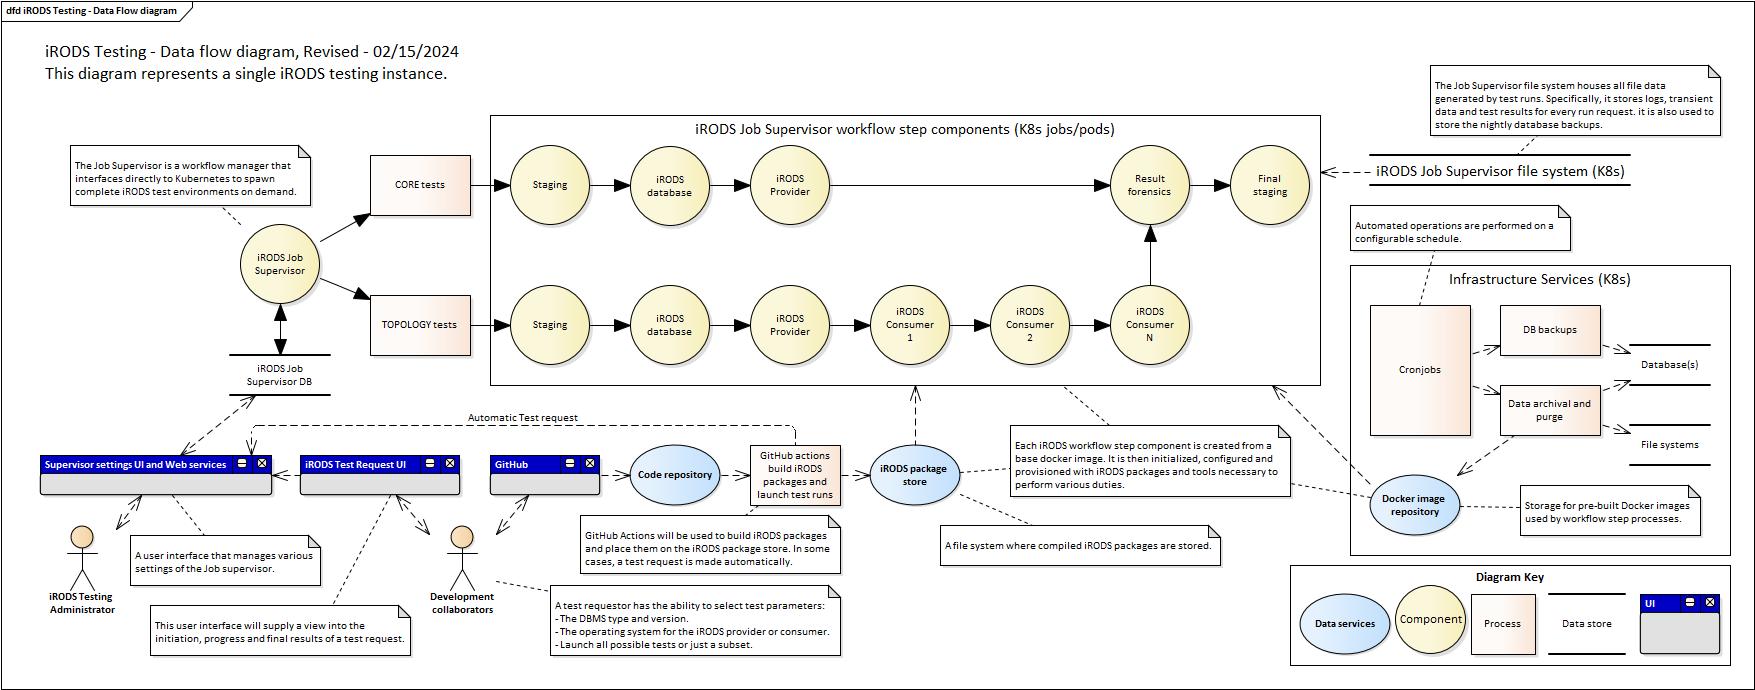 dfd iRODS Testing - Data Flow diagram
iRODS Testing - Data flow diagram, Revised - 02/15/2024
This diagram represents a single iRODS testing instance.
The Job Supervisor file system houses all file data
generated by test runs. Specifically, it stores logs, transient
data and test results for every run request. it is also used to
store the nightly database backups.
iRODS Job Supervisor workflow step components (K8s jobs/pods)
The Job Supervisor is a workflow manager that
interfaces directly to Kubernetes to spawn
complete iRODS test environments on demand.
CORE tests
Staging
iRODS
database
iRODS
Provider
Result
forensics
Final
staging
iRODS Job Supervisor file system (K8s)
Automated operations are performed on a
configurable schedule.
iRODS Job
Supervisor
TOPOLOGY tests
Staging
iRODS
database
iRODS
Provider
iRODS
Consumer
1
iRODS
Consumer
2
iRODS
Consumer
N
Infrastructure Services (K8s)
Cronjobs
DB backups
Data archival and
purge
Database(s)
File systems
iRODS Job
Supervisor DB
Automatic Test request
Supervisor settings UI and Web services
iRODS Test Request UI
GitHub
Code repository
GitHub actions
build iRODS
packages and
launch test runs
iRODS package
store
Each iRODS workflow step component is created from a
base docker image. It is then initialized, configured and
provisioned with iRODS packages and tools necessary to
perform various duties.
Docker image
repository
Storage for pre-built Docker images
used by workflow step processes.
iRODS Testing
Administrator
A user interface that manages various
settings of the Job supervisor.
This user interface will supply a view into the
initiation, progress and final results of a test request.
Development
collaborators
GitHub Actions will be used to build iRODS packages
and place them on the iRODS package store. In some
cases, a test request is made automatically.
A file system where compiled iRODS packages are stored.
A test requestor has the ability to select test parameters:
- The DBMS type and version.
- The operating system for the iRODS provider or consumer.
- Launch all possible tests or just a subset.
Diagram Key
Data services
Component
Process
Data store
UI